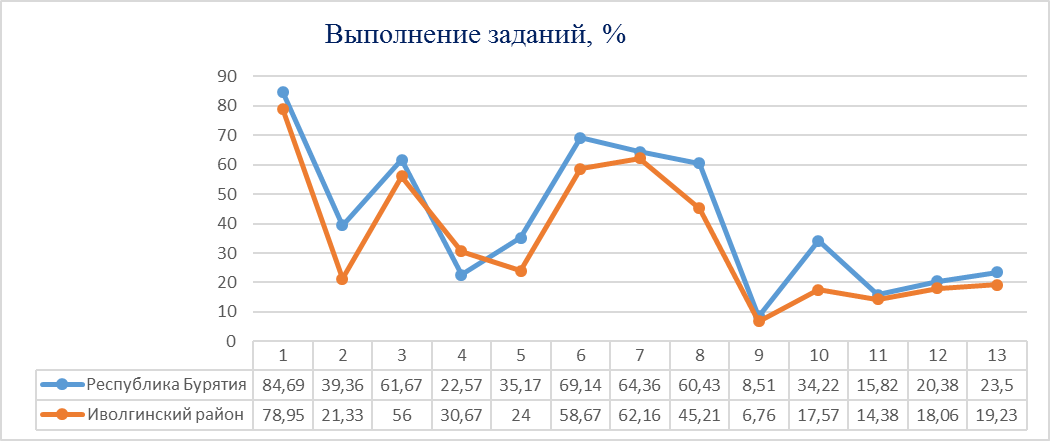 Выполнение заданий, %
90
80
70
60
50
40
30
20
10
0
1 2 3 4 5 6 7 8 9 10 11 12 13
Республика Бурятия 84,69 39,36 61,67 22,57 35,17 69,14 64,36 60,43 8,51 34,22 15,82 20,38 23,5
Иволгинский район 78,95 21,33 56 30,67 24 58,67 62,16 45,21 6,76 17,57 14,38 18,06 19,23